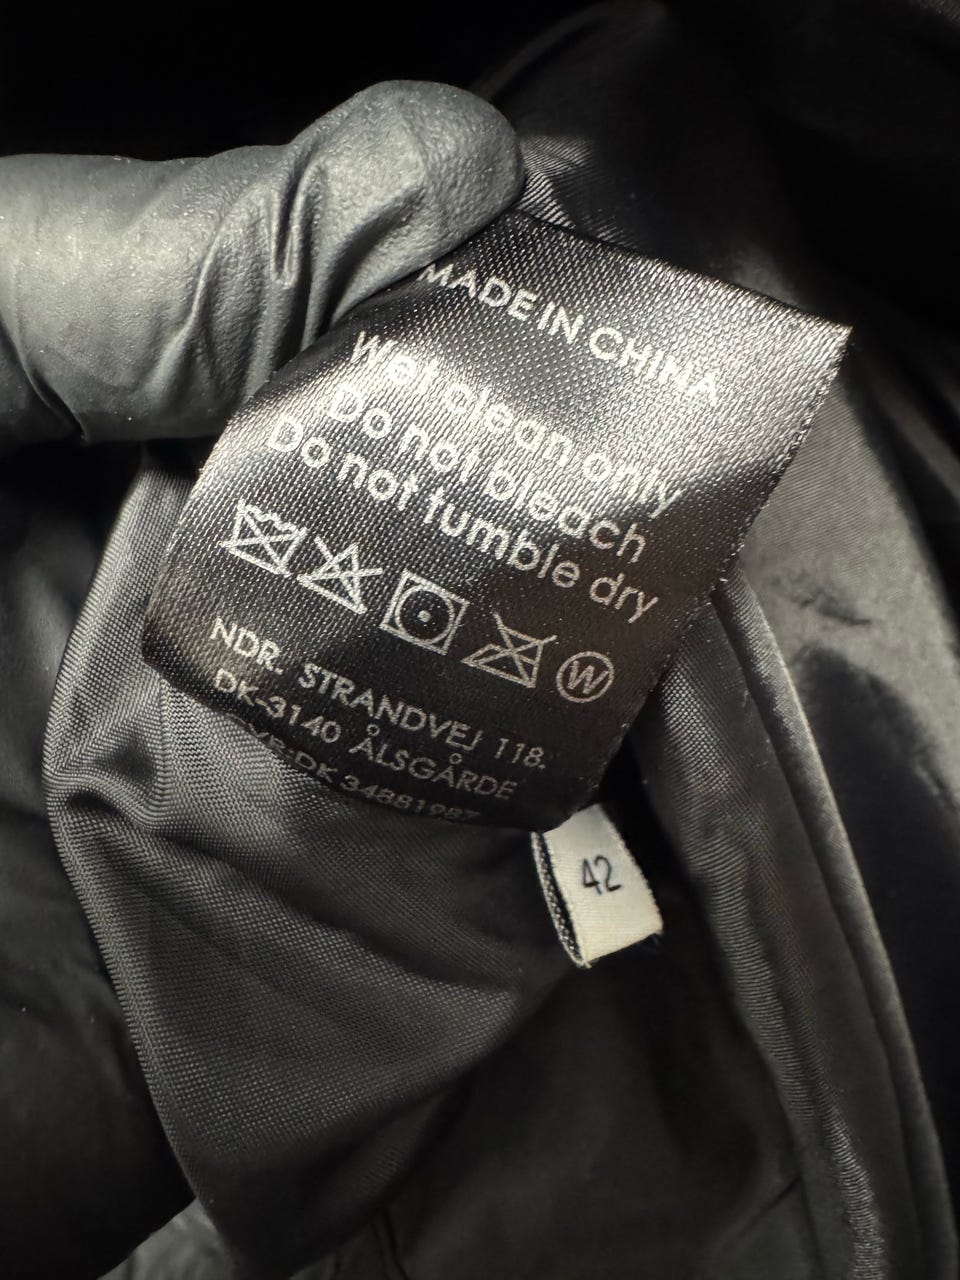 MADE IN CHINA
Wet clean only
Do not bleach
Do not tumble dry
W
NDR. STRANDVEJ 118.
DK-3140 ÅLSGÅRDE
DK34881987
42